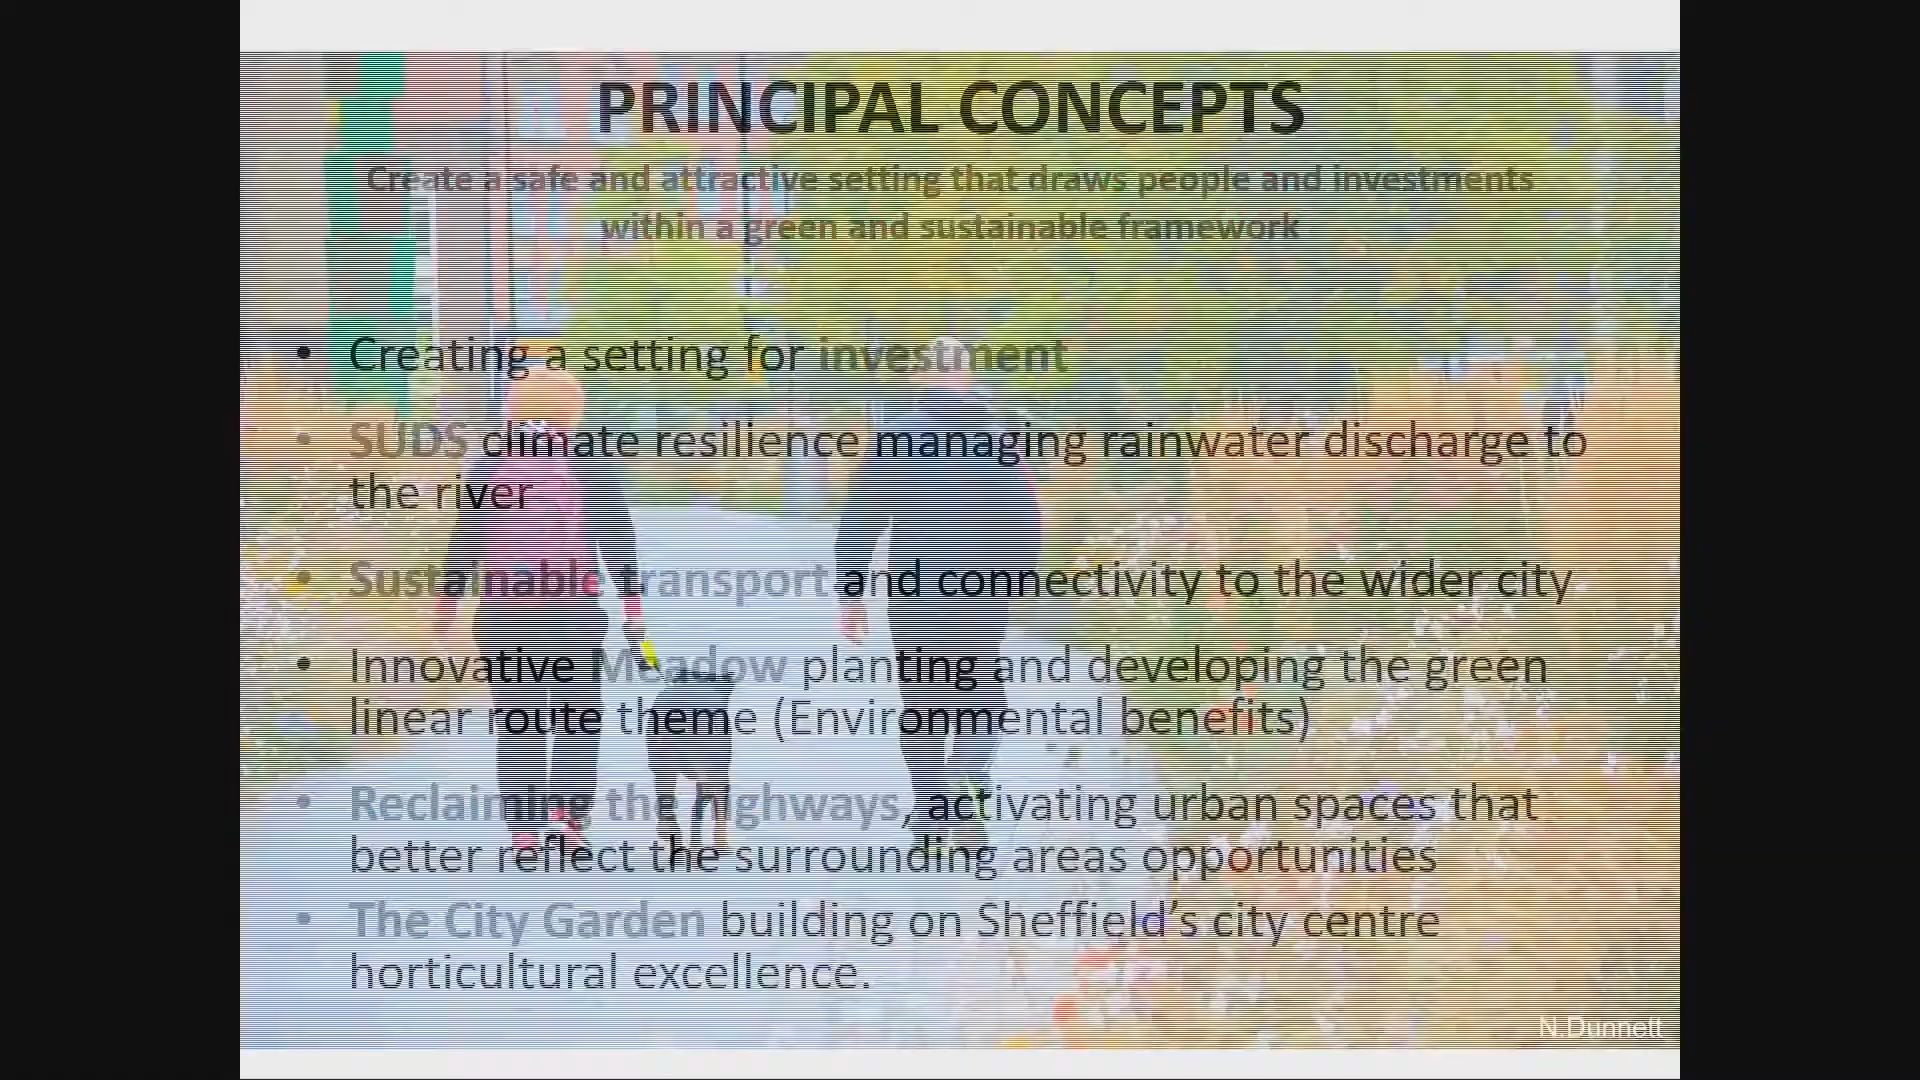 PRINCIPAL CONCEPTS
Create a safe and attractive setting that draws people and investments
within a green and sustainable framework
• Creating a setting for investment
• SUDS climate resilience managing rainwater discharge to
the river
• Sustainable transport and connectivity to the wider city
• Innovative Meadow planting and developing the green
linear route theme (Environmental benefits)
• Reclaiming the highways, activating urban spaces that
better reflect the surrounding areas opportunities
• The City Garden building on Sheffield’s city centre
horticultural excellence.
N.Dunnett